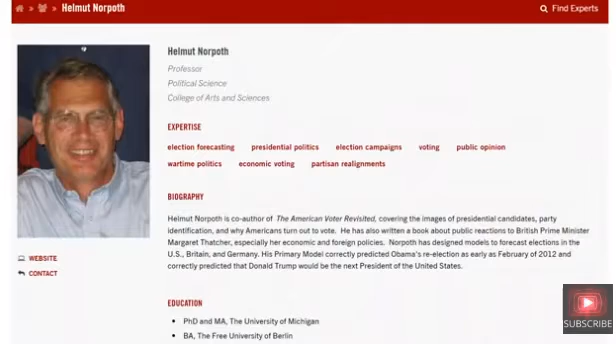 » » Helmut Norpoth
Find Experts
Helmut Norpoth
Professor
Political Science
College of Arts and Sciences
EXPERTISE
election forecasting presidential politics election campaigns voting public opinion
wartime politics economic voting partisan realignments
BIOGRAPHY
Helmut Norpoth is co-author of The American Voter Revisited, covering the images of presidential candidates, party
identification, and why Americans turn out to vote. He has also written a book about public reactions to British Prime Minister
Margaret Thatcher, especially her economic and foreign policies. Norpoth has designed models to forecast elections in the
U.S., Britain, and Germany. His Primary Model correctly predicted Obama's re-election as early as February of 2012 and
correctly predicted that Donald Trump would be the next President of the United States.
WEBSITE
CONTACT
EDUCATION
• PhD and MA, The University of Michigan
• BA, The Free University of Berlin
SUBSCRIBE